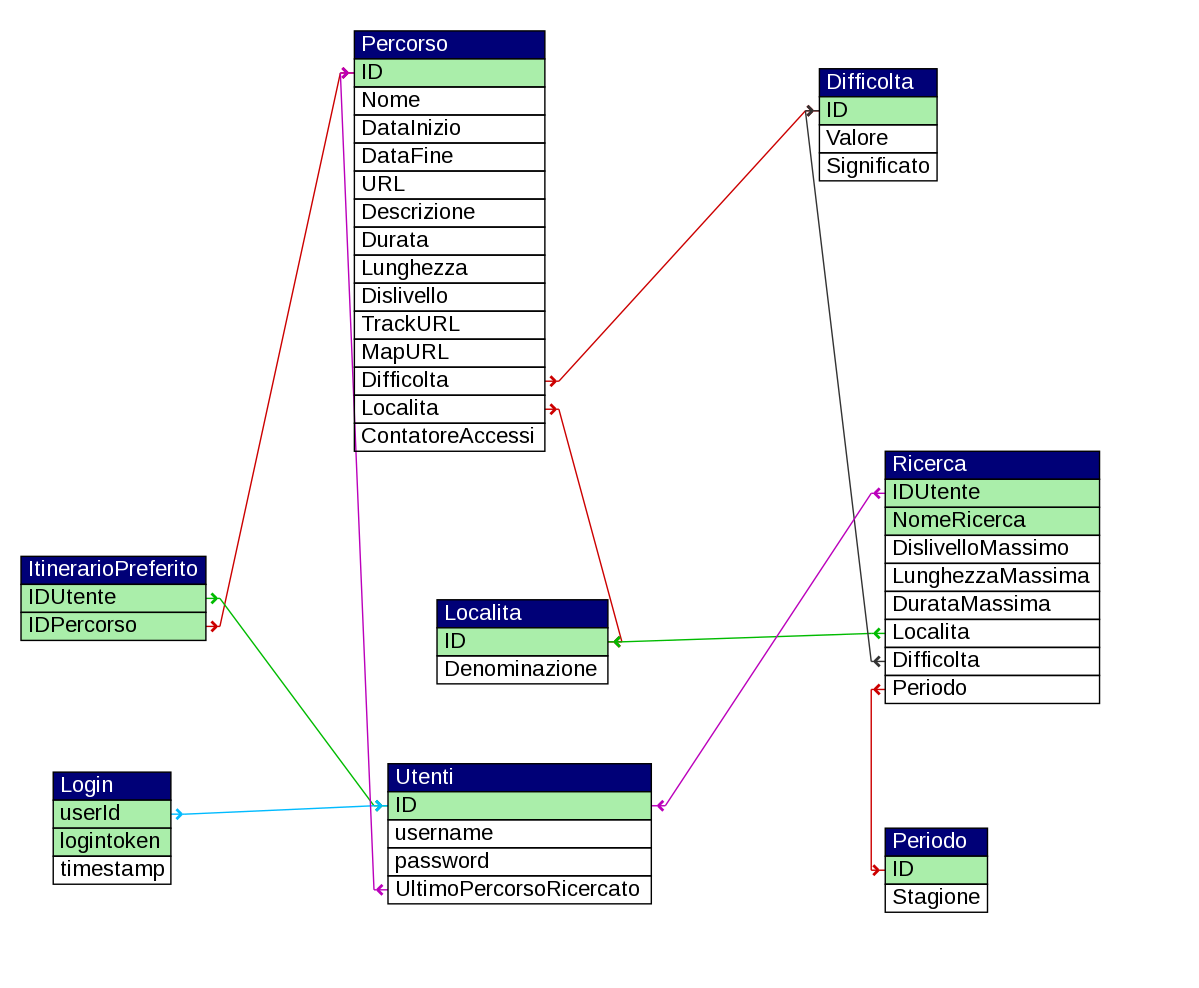 Percorso
ID
Nome
DataInizio
DataFine
URL
Descrizione
Durata
Lunghezza
Dislivello
TrackURL
MapURL
Difficolta
Localita
ContatoreAccessi
Difficolta
ID
Valore
Significato
Ricerca
IDUtente
NomeRicerca
DislivelloMassimo
LunghezzaMassima
DurataMassima
Localita
Difficolta
Periodo
ItinerarioPreferito
IDUtente
IDPercorso
Localita
ID
Denominazione
Login
userId
logintoken
timestamp
Utenti
ID
username
password
UltimoPercorsoRicercato
Periodo
ID
Stagione